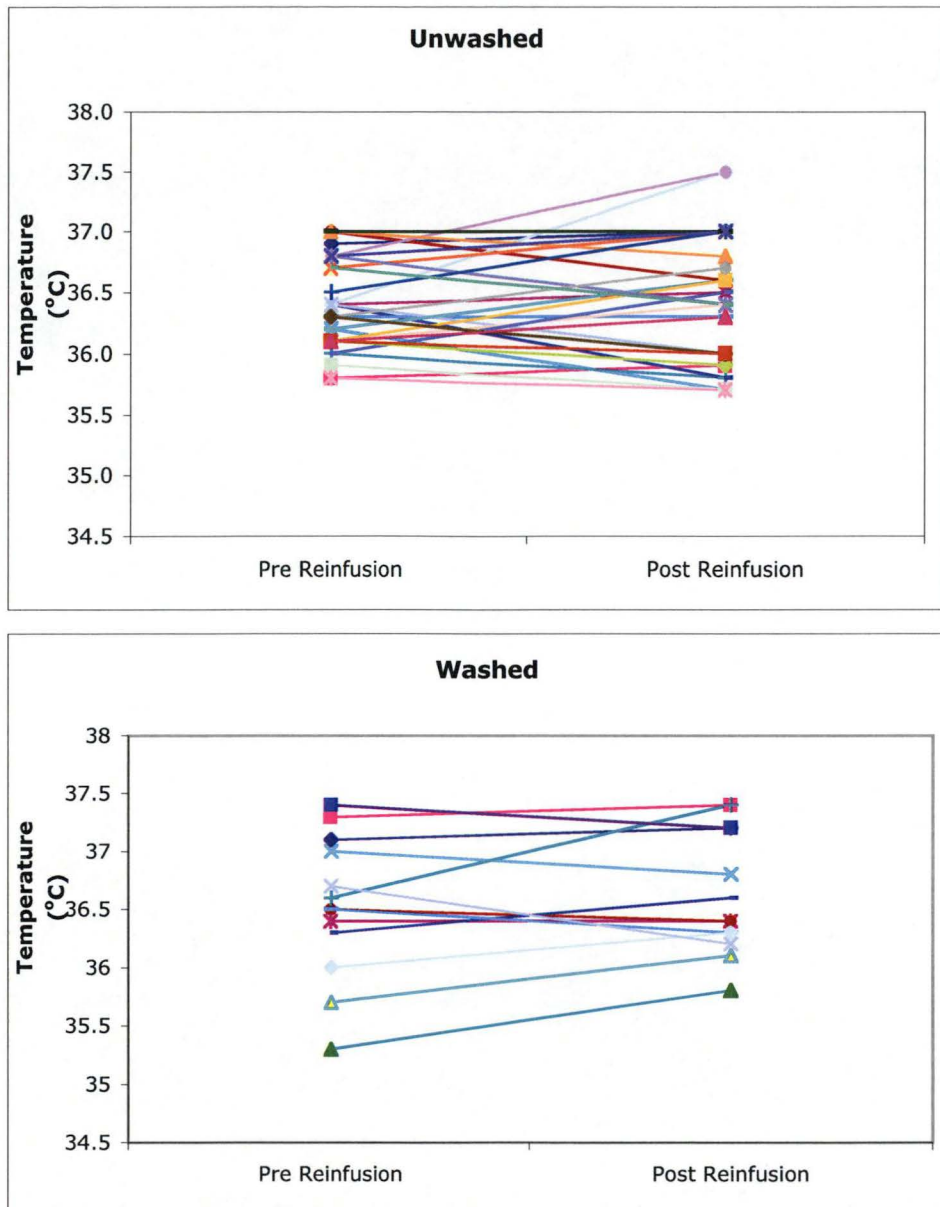 Unwashed
38.0
37.5
37.0
36.5
36.0
35.5
35.0
34.5
Temperature
(°C)
Pre Reinfusion
Post Reinfusion
Washed
38
37.5
37
36.5
36
35.5
35
34.5
Temperature
(°C)
Pre Reinfusion
Post Reinfusion